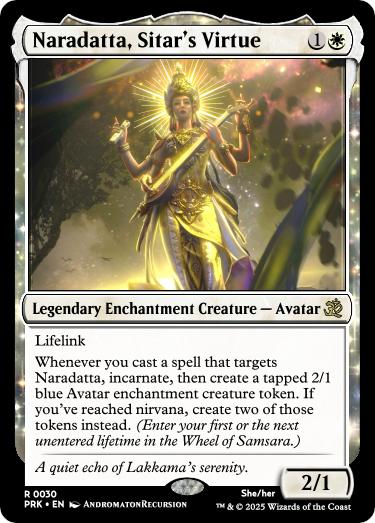 Naradatta, Sitar's Virtue 1
Legendary Enchantment Creature — Avatar
Lifelink
Whenever you cast a spell that targets
Naradatta, incarnate, then create a tapped 2/1
blue Avatar enchantment creature token. If
you've reached nirvana, create two of those
tokens instead. (Enter your first or the next
unentered lifetime in the Wheel of Samsara.)
A quiet echo of Lakkama's serenity.
2/1
R 0030 She/her
PRK • EN AndromatonRecursion ™ & © 2025 Wizards of the Coast